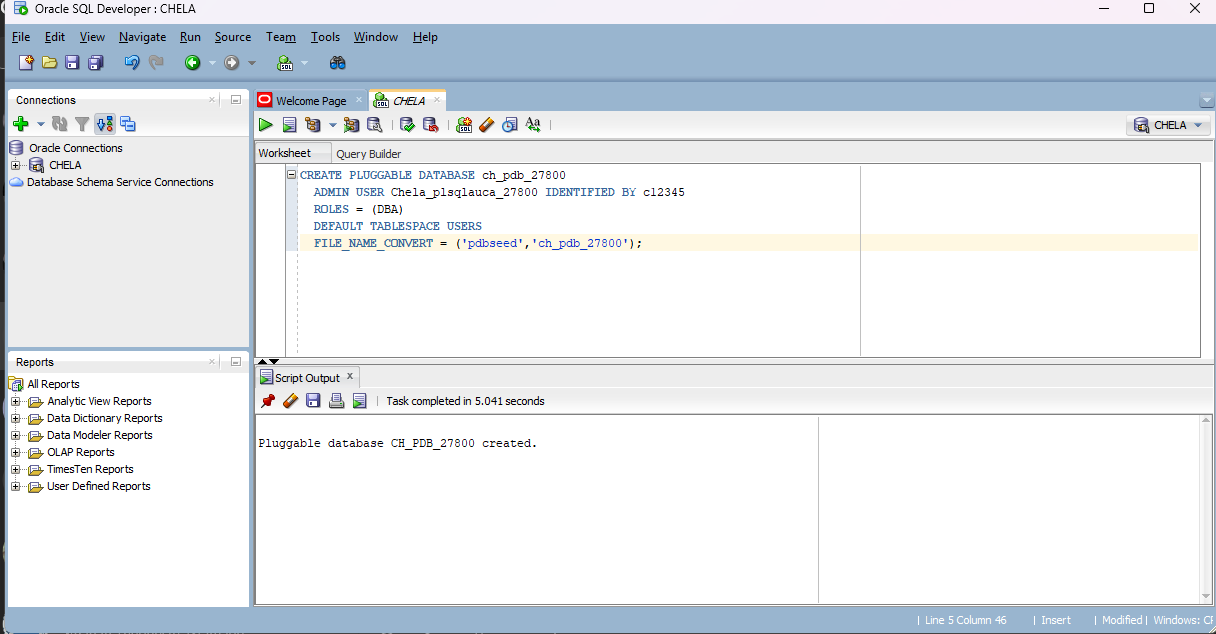 Oracle SQL Developer : CHELA
File Edit View Navigate Run Source Team Tools Window Help
Connections
Oracle Connections
CHELA
Database Schema Service Connections
Reports
All Reports
Analytic View Reports
Data Dictionary Reports
Data Modeler Reports
OLAP Reports
TimesTen Reports
User Defined Reports
Welcome Page
CHELA
CHELA
Worksheet Query Builder
CREATE PLUGGABLE DATABASE ch_pdb_27800
ADMIN USER Chela_plsqlauca_27800 IDENTIFIED BY c12345
ROLES = (DBA)
DEFAULT TABLESPACE USERS
FILE_NAME_CONVERT = ('pdbseed','ch_pdb_27800');
Script Output
Task completed in 5.041 seconds
Pluggable database CH_PDB_27800 created.
Line 5 Column 46 | Insert | Modified | Windows: